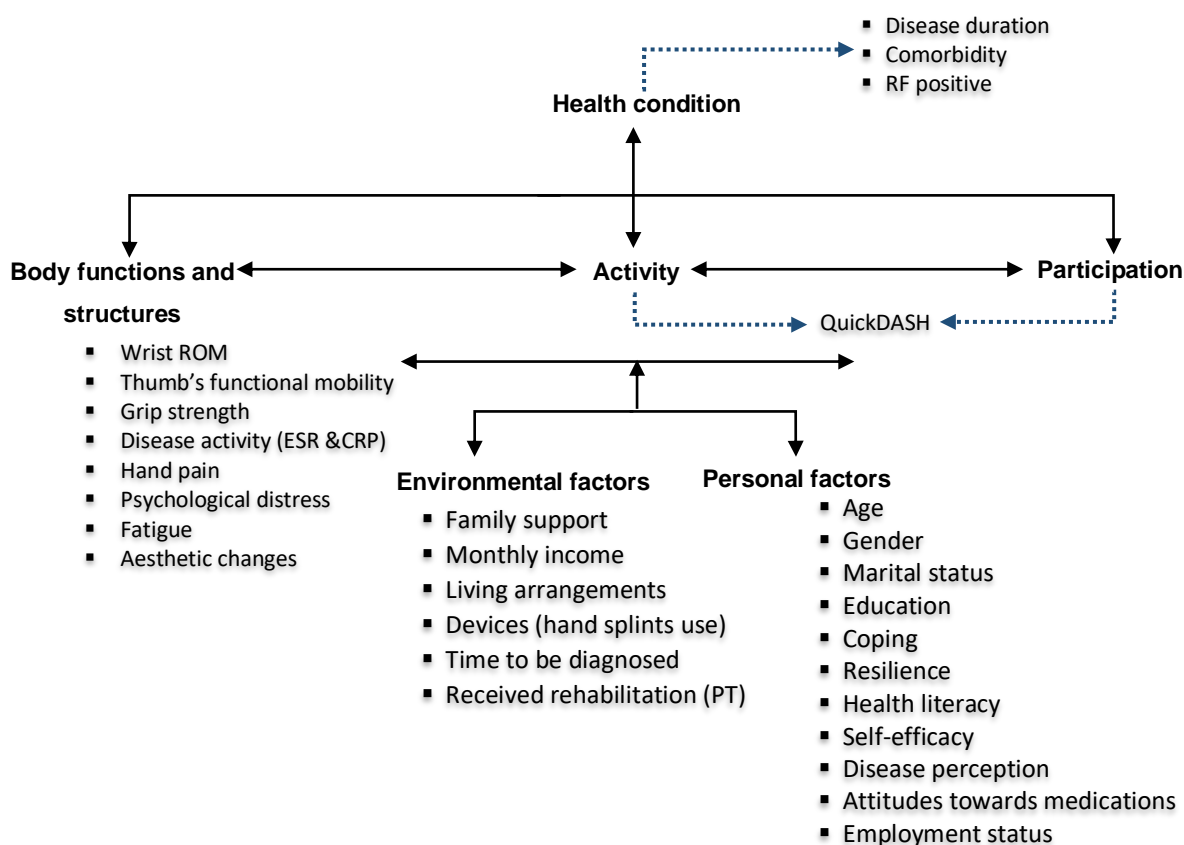 Disease duration
Comorbidity
RF positive
Health condition
Body functions and
structures
Activity
Participation
QuickDASH
Wrist ROM
Thumb’s functional mobility
Grip strength
Disease activity (ESR &CRP)
Hand pain
Psychological distress
Fatigue
Aesthetic changes
Environmental factors
Family support
Monthly income
Living arrangements
Devices (hand splints use)
Time to be diagnosed
Received rehabilitation (PT)
Personal factors
Age
Gender
Marital status
Education
Coping
Resilience
Health literacy
Self-efficacy
Disease perception
Attitudes towards medications
Employment status